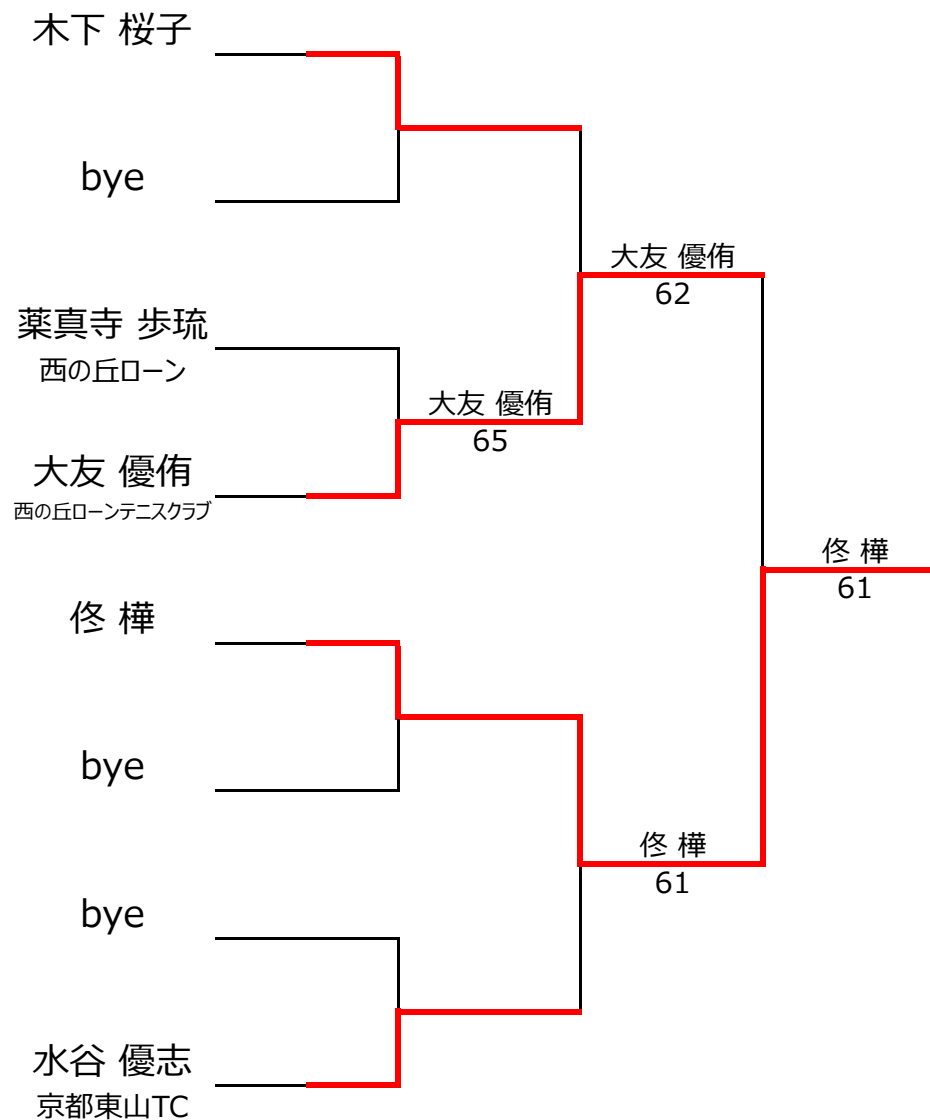 木下 桜子
bye
大友 優侑
62
薬真寺 歩琉
西の丘ローン
大友 優侑
65
大友 優侑
西の丘ローンテニスクラブ
佟 樺
61
佟 樺
bye
佟 樺
61
bye
水谷 優志
京都東山TC